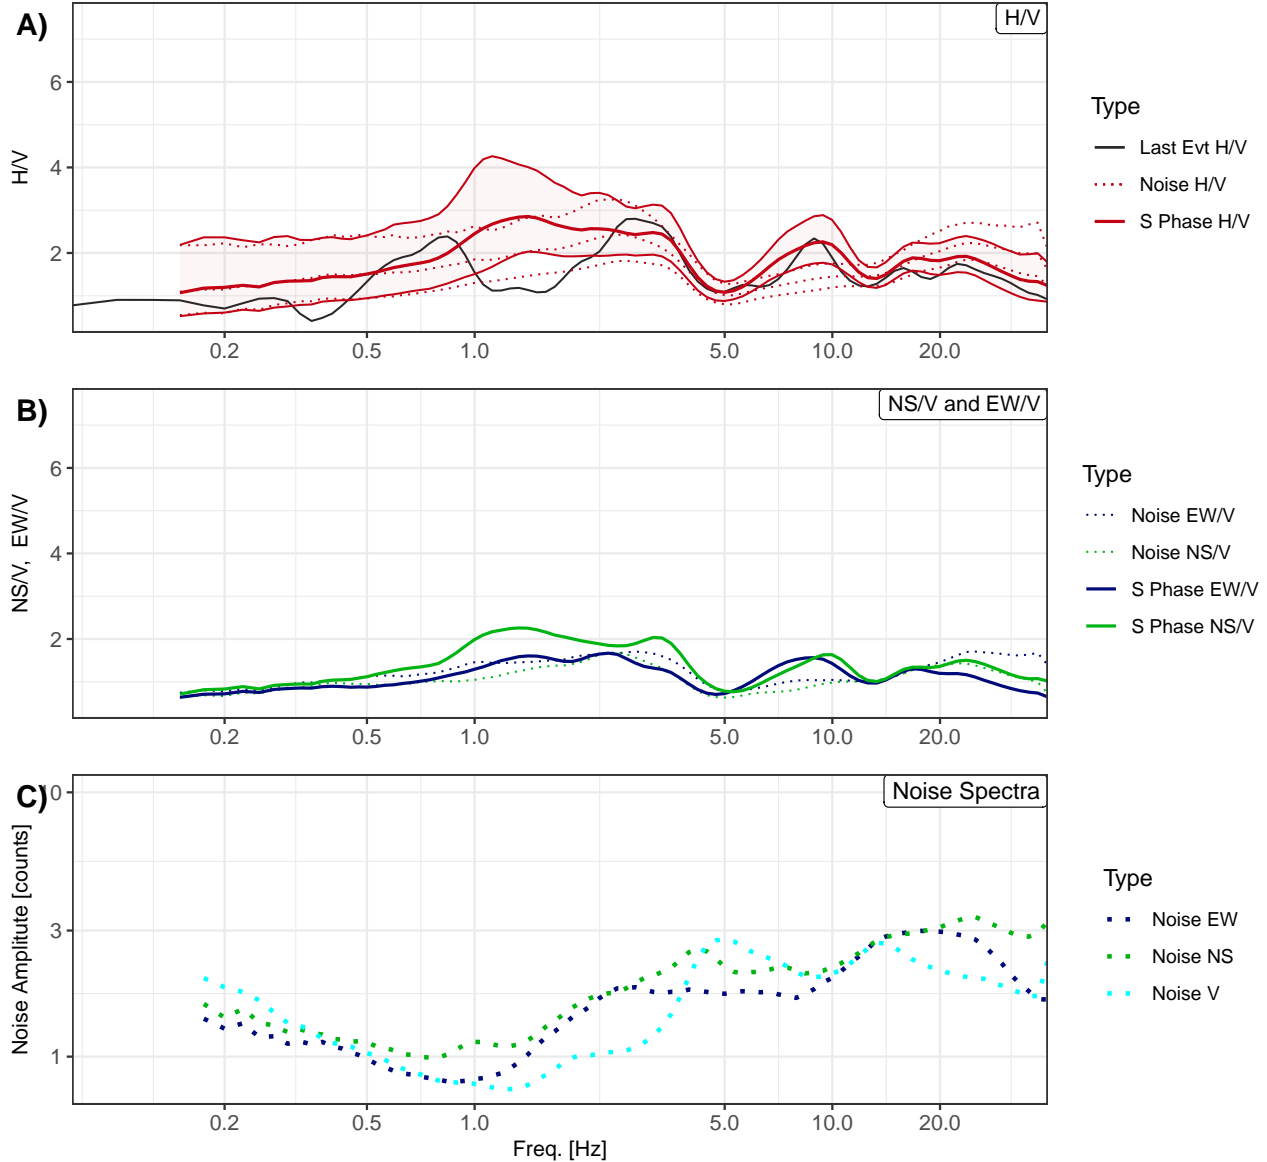 A)
H/V
H/V
6
4
2
0.2 0.5 1.0 5.0 10.0 20.0
Type
Last Evt H/V
Noise H/V
S Phase H/V
B)
NS/V and EW/V
NS/V,  EW/V
6
4
2
0.2 0.5 1.0 5.0 10.0 20.0
Type
Noise EW/V
Noise NS/V
S Phase EW/V
S Phase NS/V
C)
Noise Spectra
Noise Amplitute [counts]
10
3
1
0.2 0.5 1.0 5.0 10.0 20.0
Freq. [Hz]
Type
Noise EW
Noise NS
Noise V